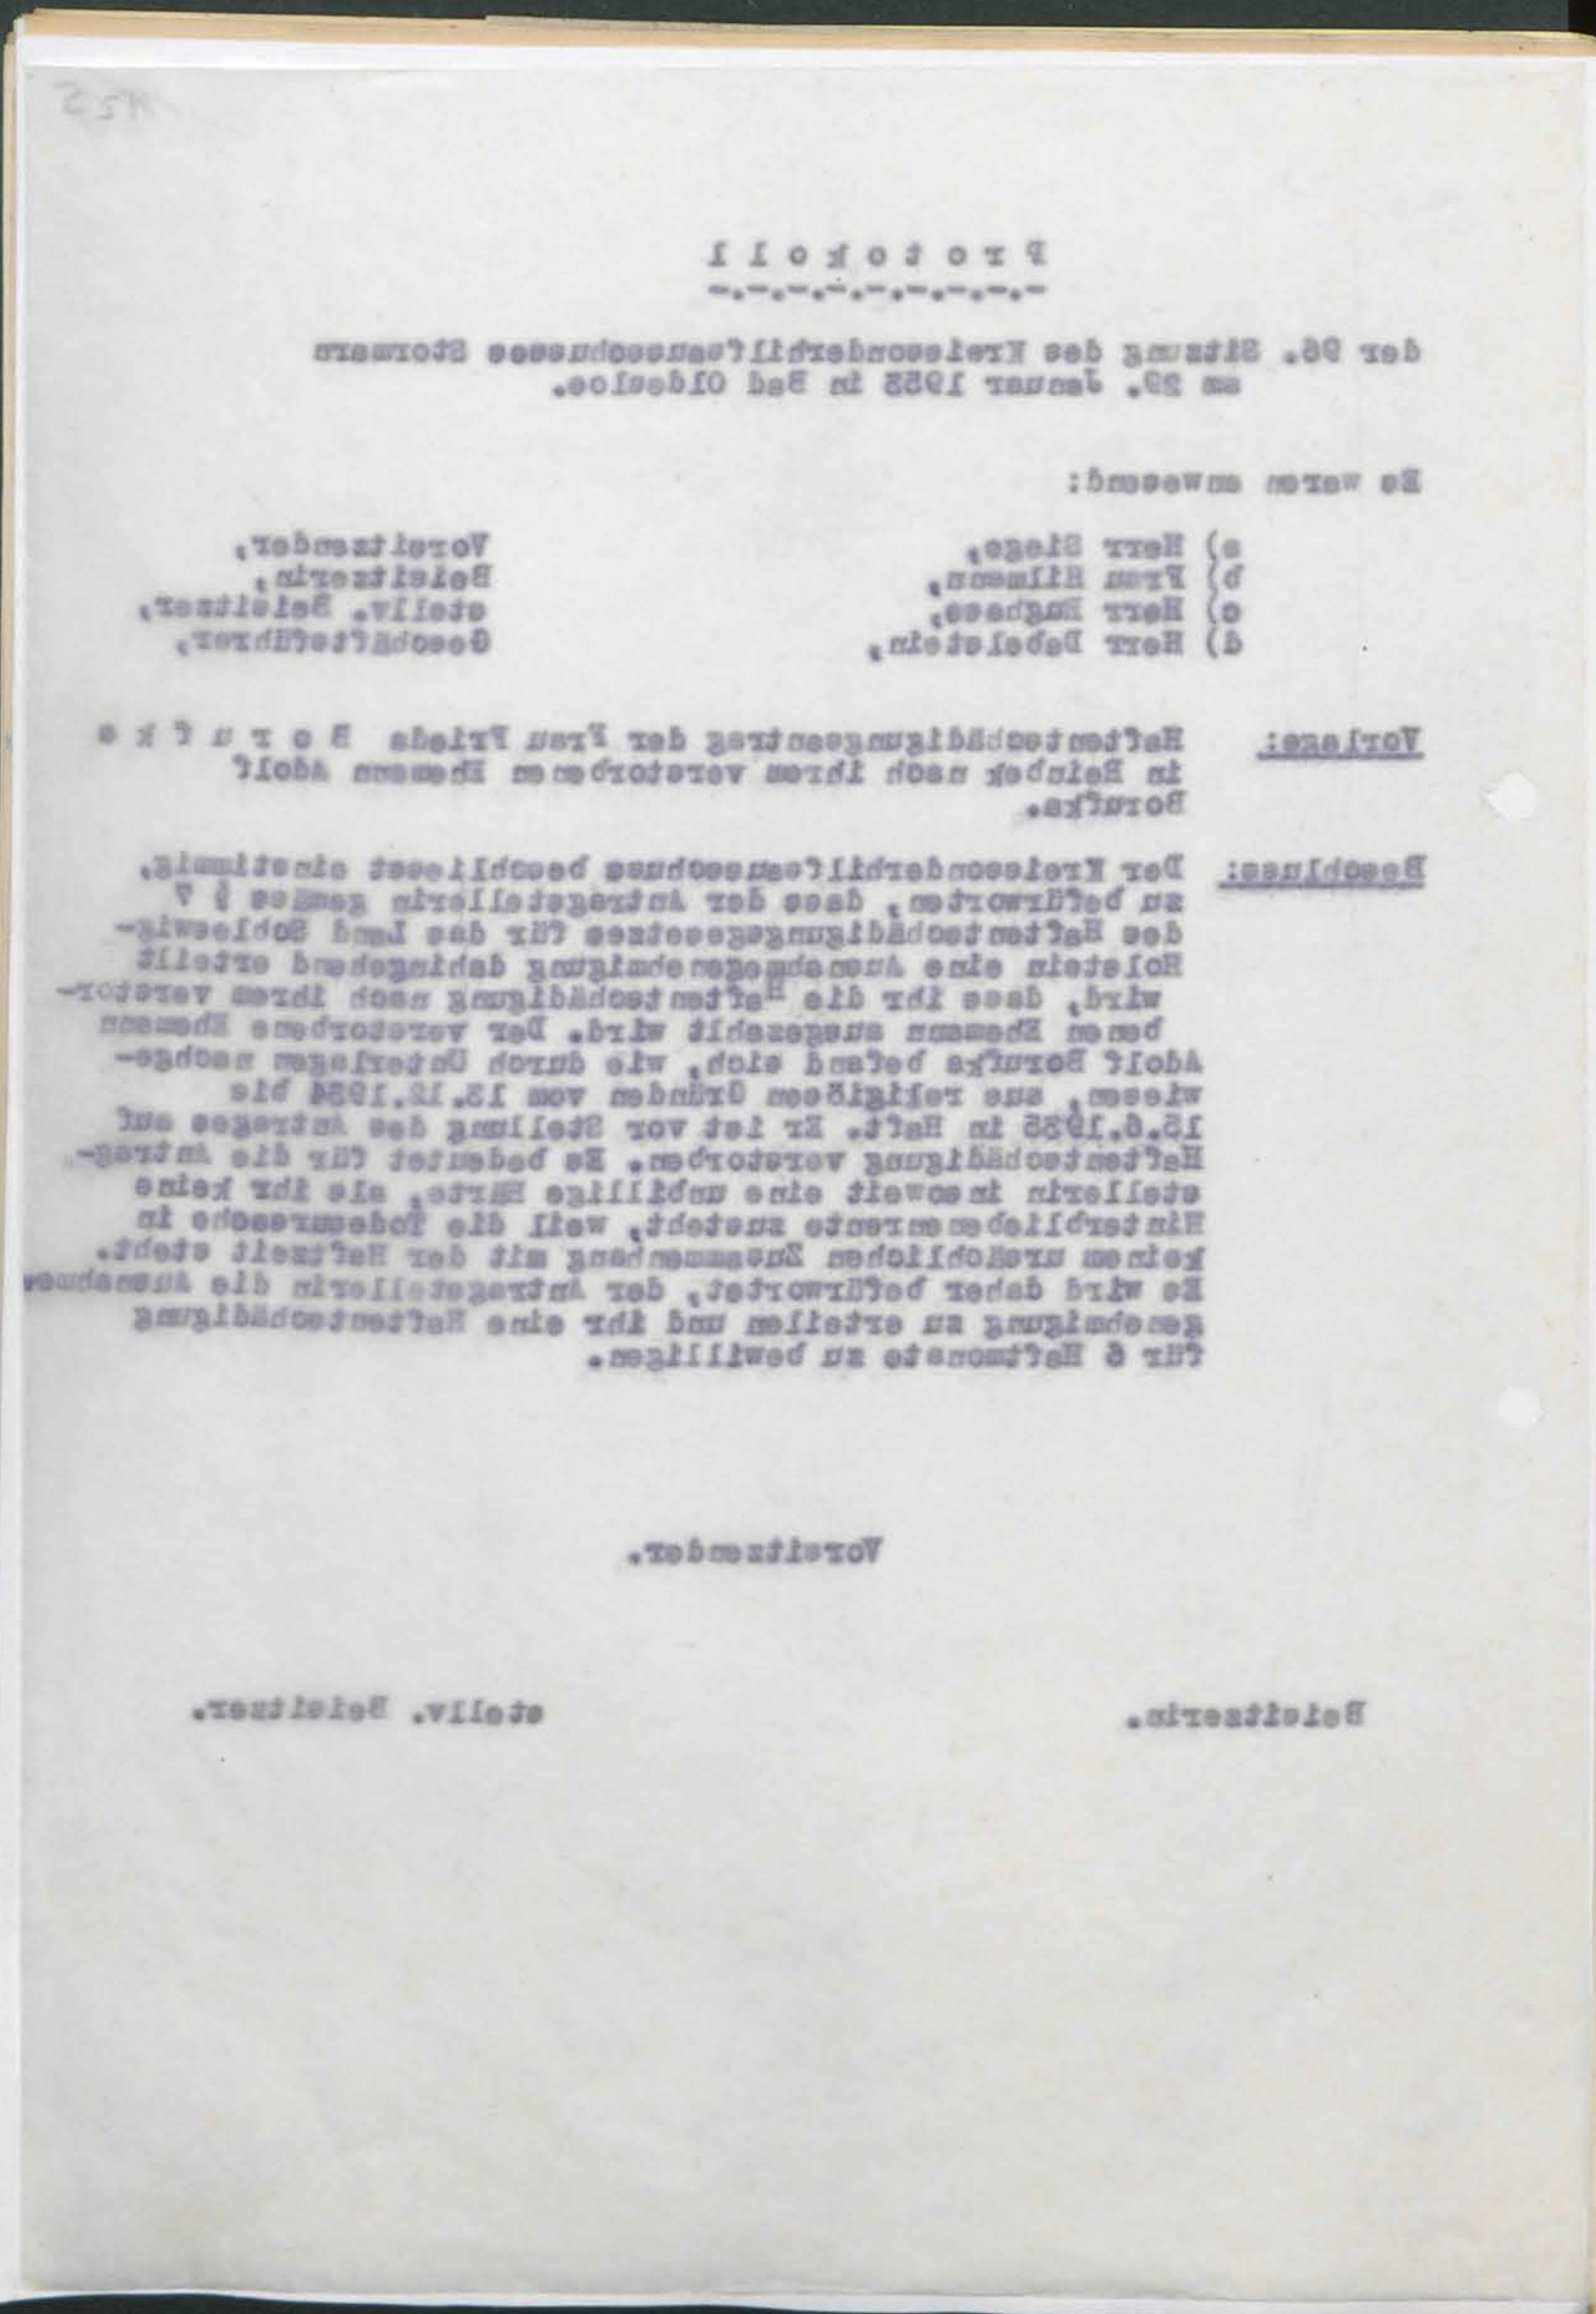 P r o t o k o l l
-.-.-.-.-.-.-.-.-
der 96. Sitzung des Kreissonderhilfsausschusses Stormarn
am 29. Januar 1953 in Bad Oldesloe.
Es waren anwesend:
a) Herr Siege, Vorsitzender,
b) Frau Hilmann, Beisitzerin,
c) Herr Hughase, stellv. Beisitzer,
d) Herr Dabelstein, Geschäftsführer,
Vorlage: Haftentschädigungsantrag der Frau Frieda B o r u f k a
in Reinbek nach ihrem verstorbenen Ehemann Adolf
Borufka.
Beschluss: Der Kreissonderhilfsausschuss beschliesst einstimmig,
zu befürworten, dass der Antragstellerin gemäss § 7
des Haftentschädigungsgesetzes für das Land Schleswig-
Holstein eine Ausnahmegenehmigung dahingehend erteilt
wird, dass ihr die Haftentschädigung nach ihrem verstor-
benen Ehemann ausgezahlt wird. Der verstorbene Ehemann
Adolf Borufka befand sich, wie durch Unterlagen nachge-
wiesen, aus religiösen Gründen vom 13.12.1934 bis
15.6.1935 in Haft. Er ist vor Stellung des Antrages auf
Haftentschädigung verstorben. Es bedeutet für die Antrag-
stellerin insoweit eine unbillige Härte, als ihr keine
Hinterbliebenenrente zusteht, weil die Todesursache in
keinem ursächlichen Zusammenhang mit der Haftzeit steht.
Es wird daher befürwortet, der Antragstellerin die Ausnahme-
genehmigung zu erteilen und ihr eine Haftentschädigung
für 6 Haftmonate zu bewilligen.
Vorsitzender.
Beisitzerin. stellv. Beisitzer.